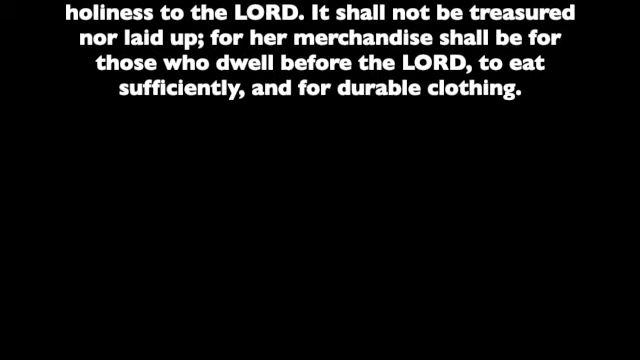 holiness to the LORD. It shall not be treasured
nor laid up; for her merchandise shall be for
those who dwell before the LORD, to eat
sufficiently, and for durable clothing.